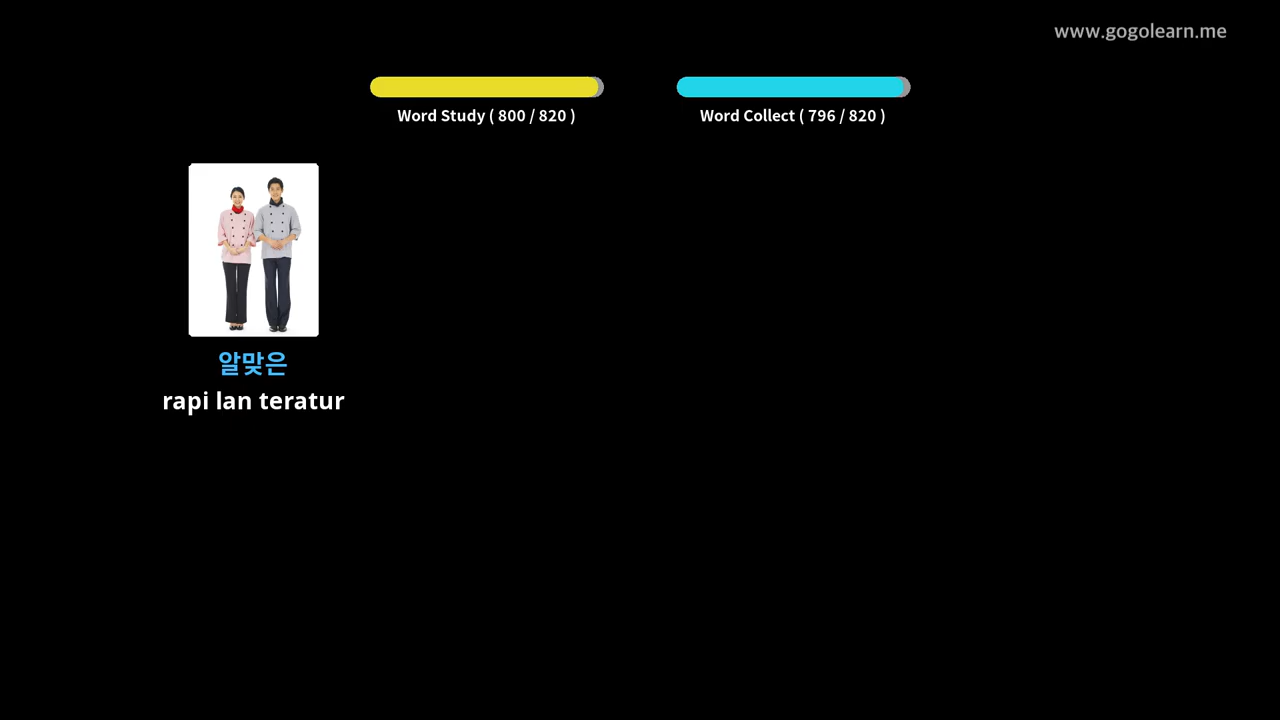 www.gogolearn.me
Word Study ( 800 / 820 )
Word Collect ( 796 / 820 )
알맞은
rapi lan teratur